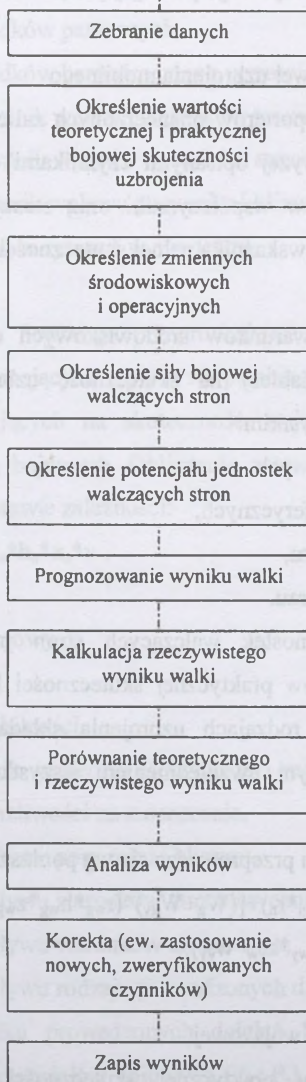 Zebranie danych
Określenie wartości
teoretycznej i praktycznej
bojowej skuteczności
uzbrojenia
Określenie zmiennych
środowiskowych
i operacyjnych
Określenie siły bojowej
walczących stron
Określenie potencjału jednostek
walczących stron
Prognozowanie wyniku walki
Kalkulacja rzeczywistego
wyniku walki
Porównanie teoretycznego
i rzeczywistego wyniku walki
Analiza wyników
Korekta (ew. zastosowanie
nowych, zweryfikowanych
czynników)
Zapis wyników